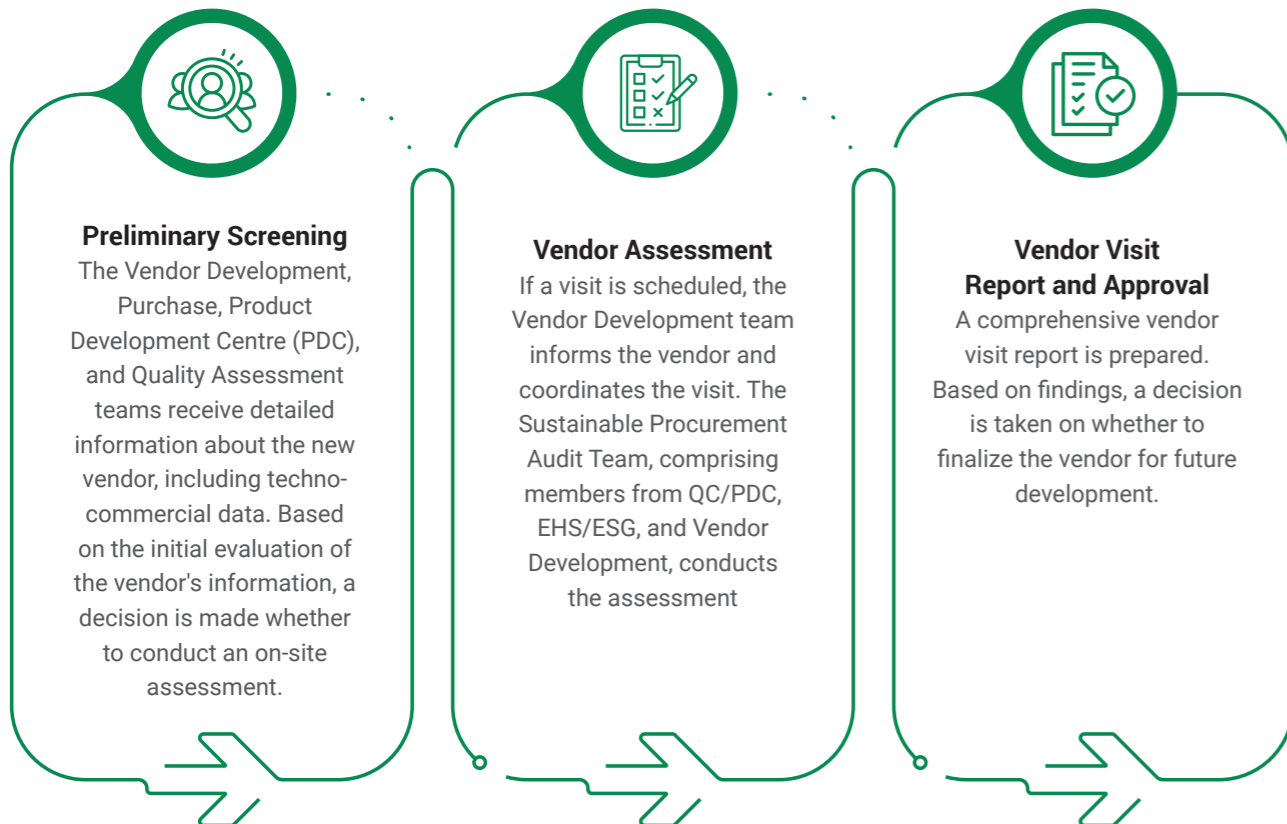 Preliminary Screening
The Vendor Development,
Purchase, Product
Development Centre (PDC),
and Quality Assessment
teams receive detailed
information about the new
vendor, including techno-
commercial data. Based
on the initial evaluation of
the vendor's information, a
decision is made whether
to conduct an on-site
assessment.
Vendor Assessment
If a visit is scheduled, the
Vendor Development team
informs the vendor and
coordinates the visit. The
Sustainable Procurement
Audit Team, comprising
members from QC/PDC,
EHS/ESG, and Vendor
Development, conducts
the assessment
Vendor Visit
Report and Approval
A comprehensive vendor
visit report is prepared.
Based on findings, a decision
is taken on whether to
finalize the vendor for future
development.